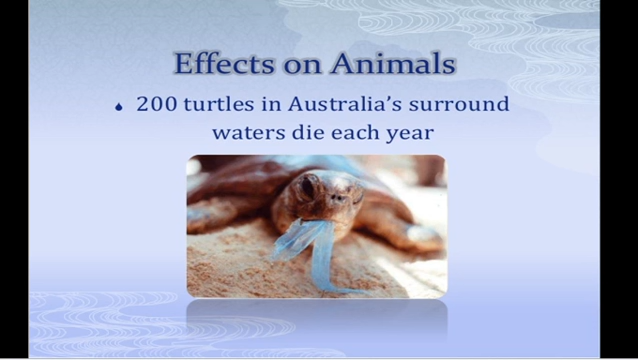 Effects on Animals
200 turtles in Australia's surround
waters die each year